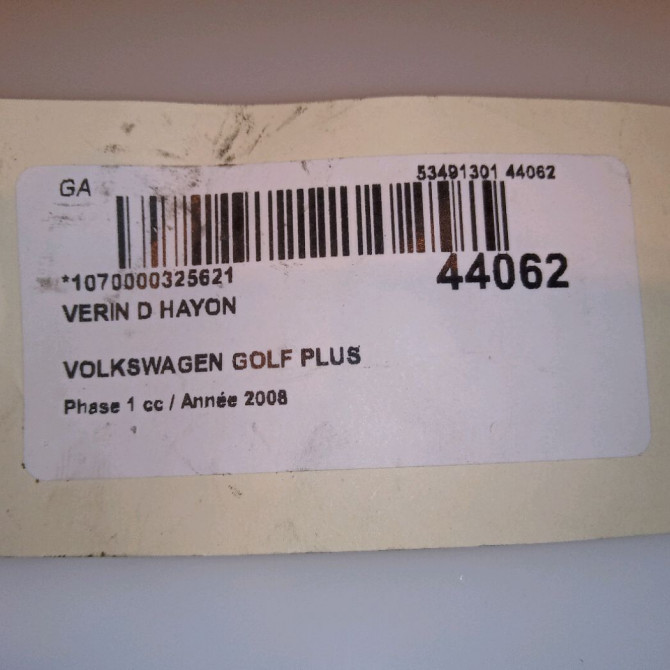 GA
53491301 44062
*1070000325621
44062
VERIN D HAYON
VOLKSWAGEN GOLF PLUS
Phase 1 cc / Année 2008